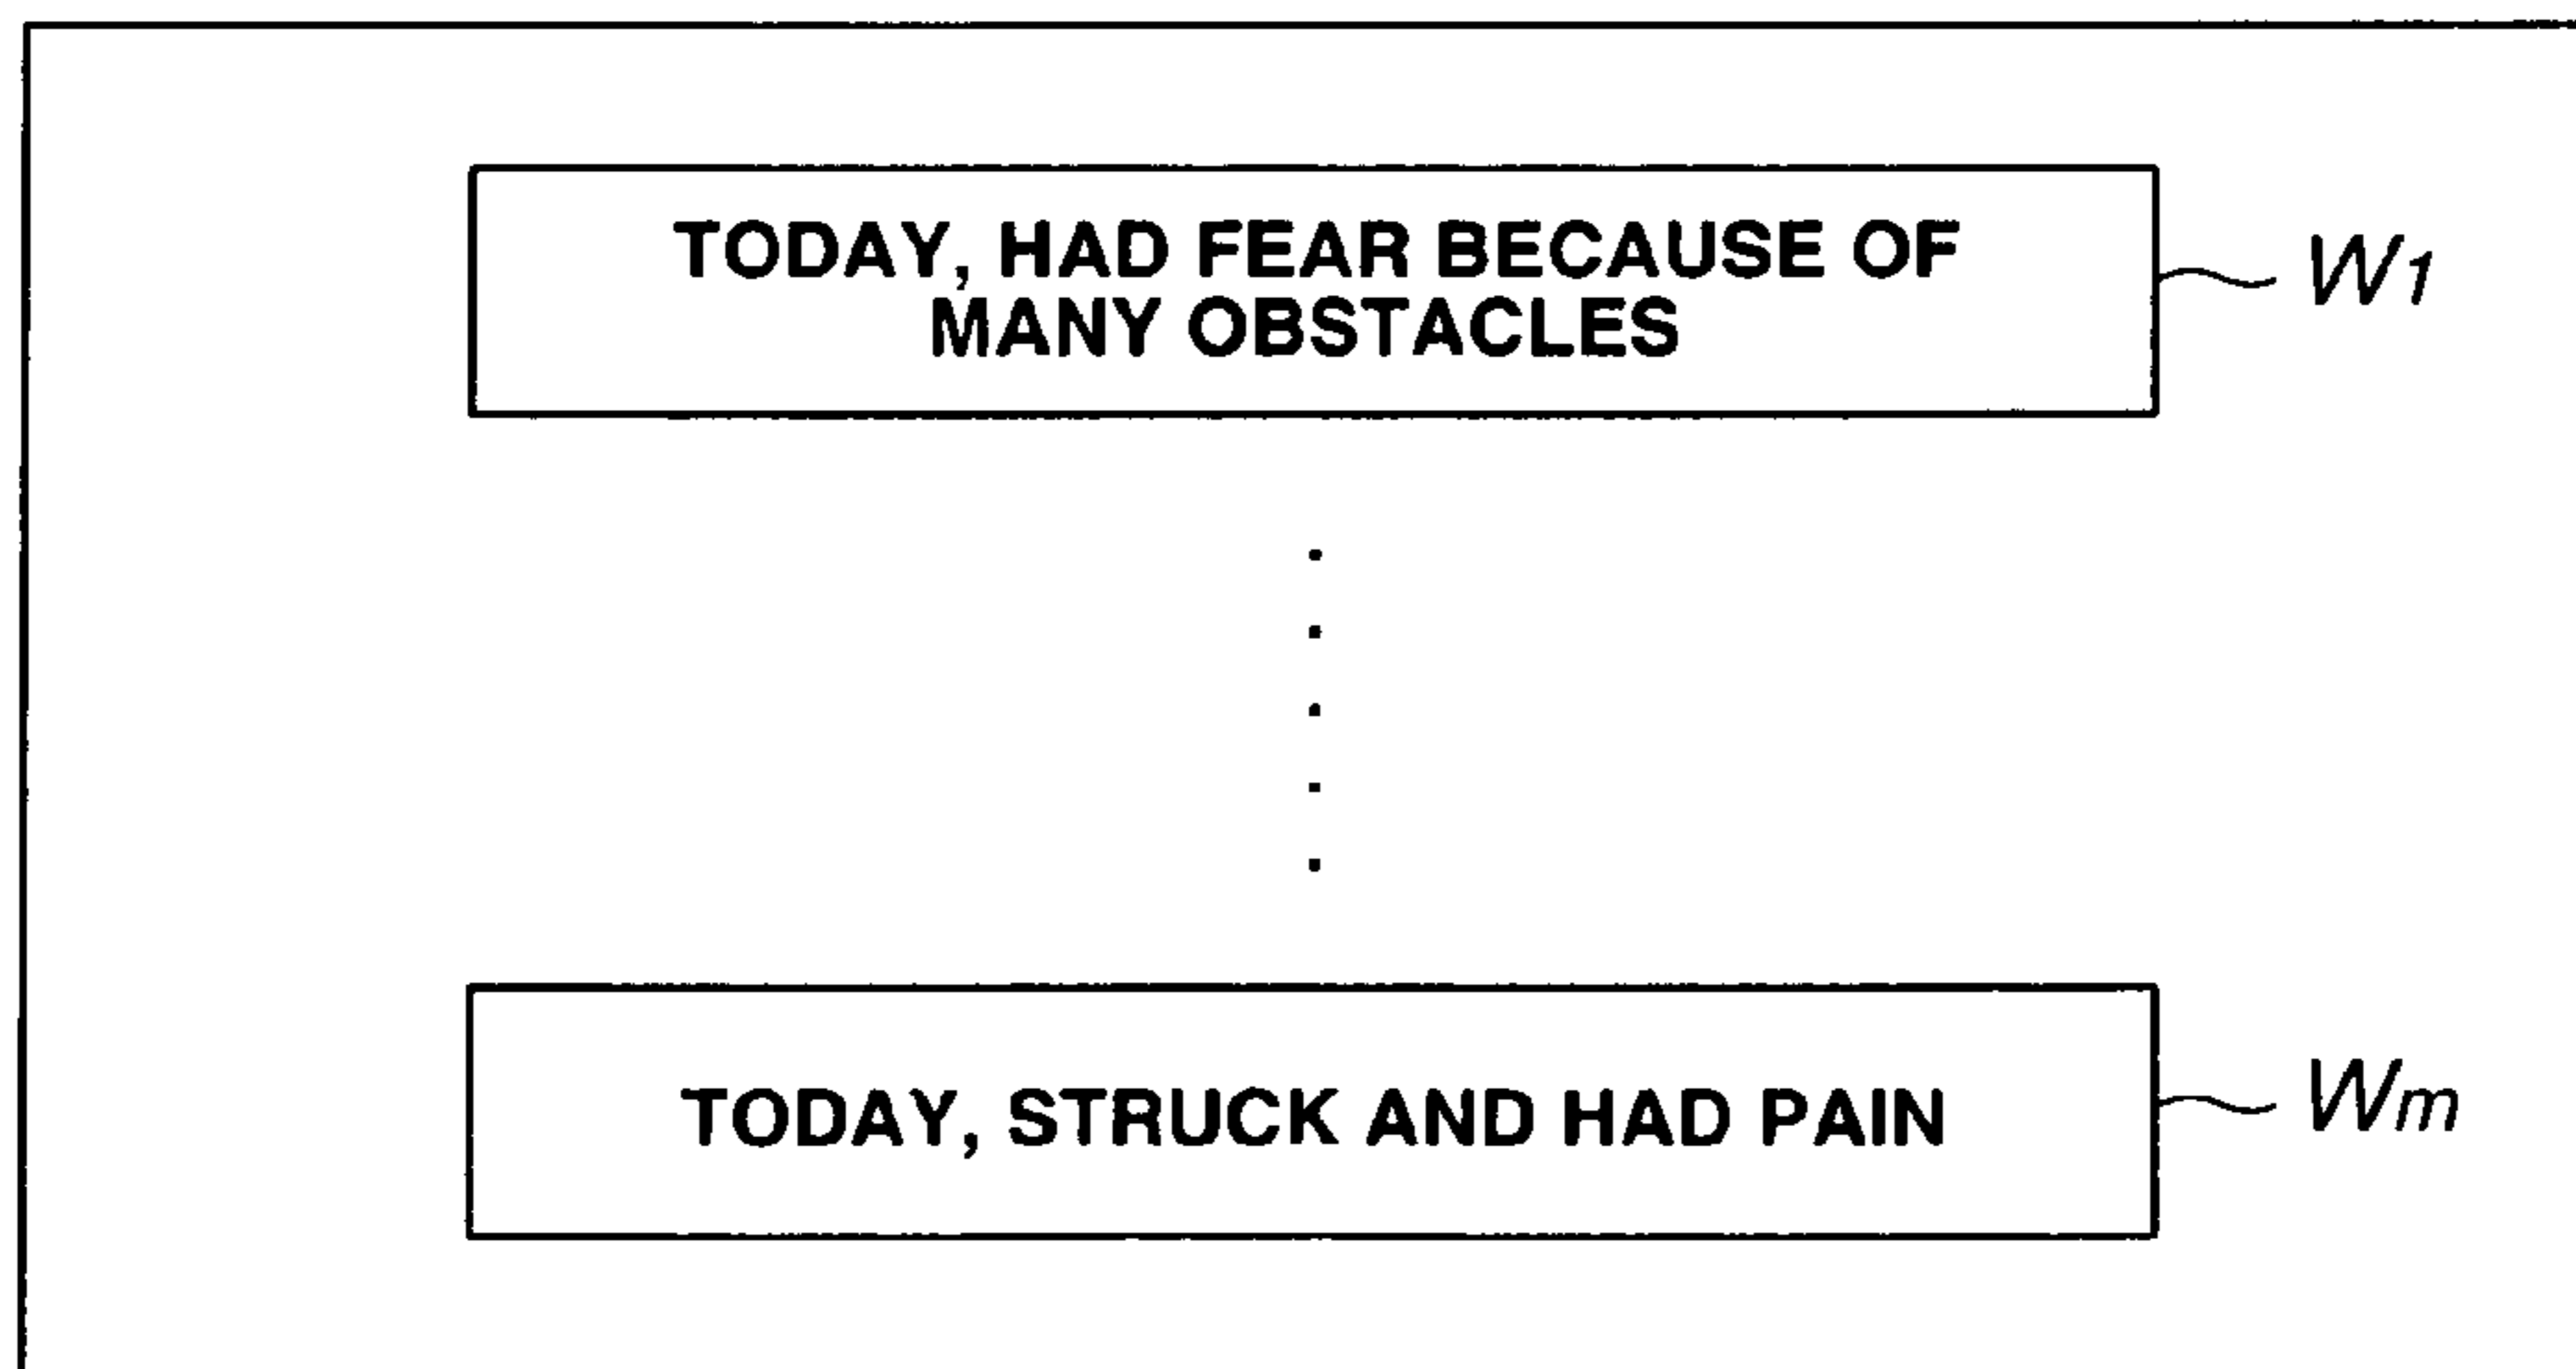 TODAY, HAD FEAR BECAUSE OF
MANY OBSTACLES
W1
TODAY, STRUCK AND HAD PAIN
Wm